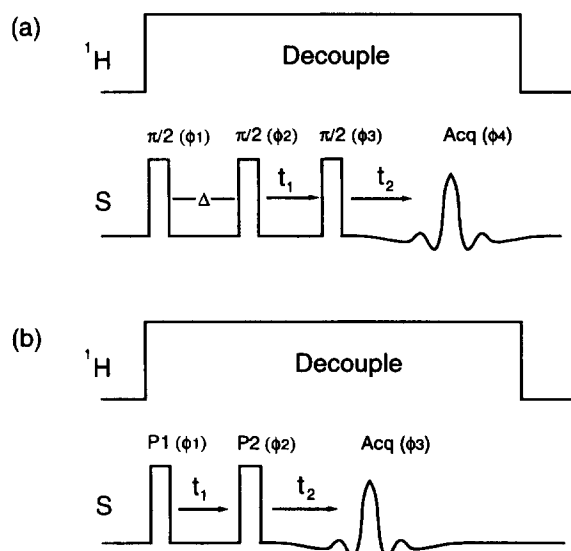 (a)
¹H
Decouple
π/2 (ϕ1) π/2 (ϕ2) π/2 (ϕ3) Acq (ϕ4)
S
Δ t₁ t₂
(b)
¹H
Decouple
P1 (ϕ1) P2 (ϕ2) Acq (ϕ3)
S
t₁ t₂